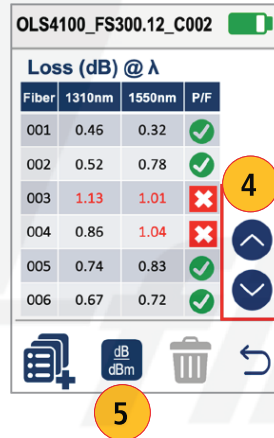 OLS4100_FS300.12_C002
Loss (dB) @ λ
Fiber 1310nm 1550nm P/F
001 0.46 0.32
002 0.52 0.78
003 1.13 1.01
004 0.86 1.04
005 0.74 0.83
006 0.67 0.72
4
dB
dBm
5